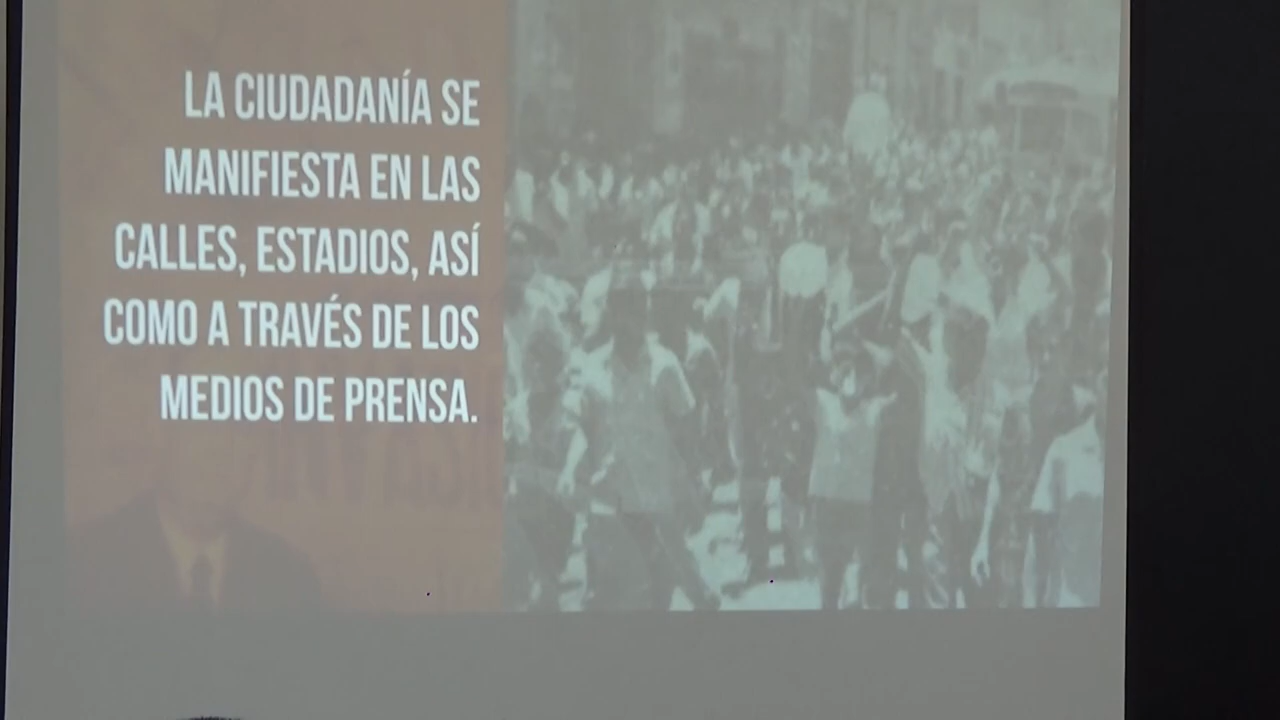 LA CIUDADANÍA SE
MANIFIESTA EN LAS
CALLES, ESTADIOS, ASÍ
COMO A TRAVÉS DE LOS
MEDIOS DE PRENSA.